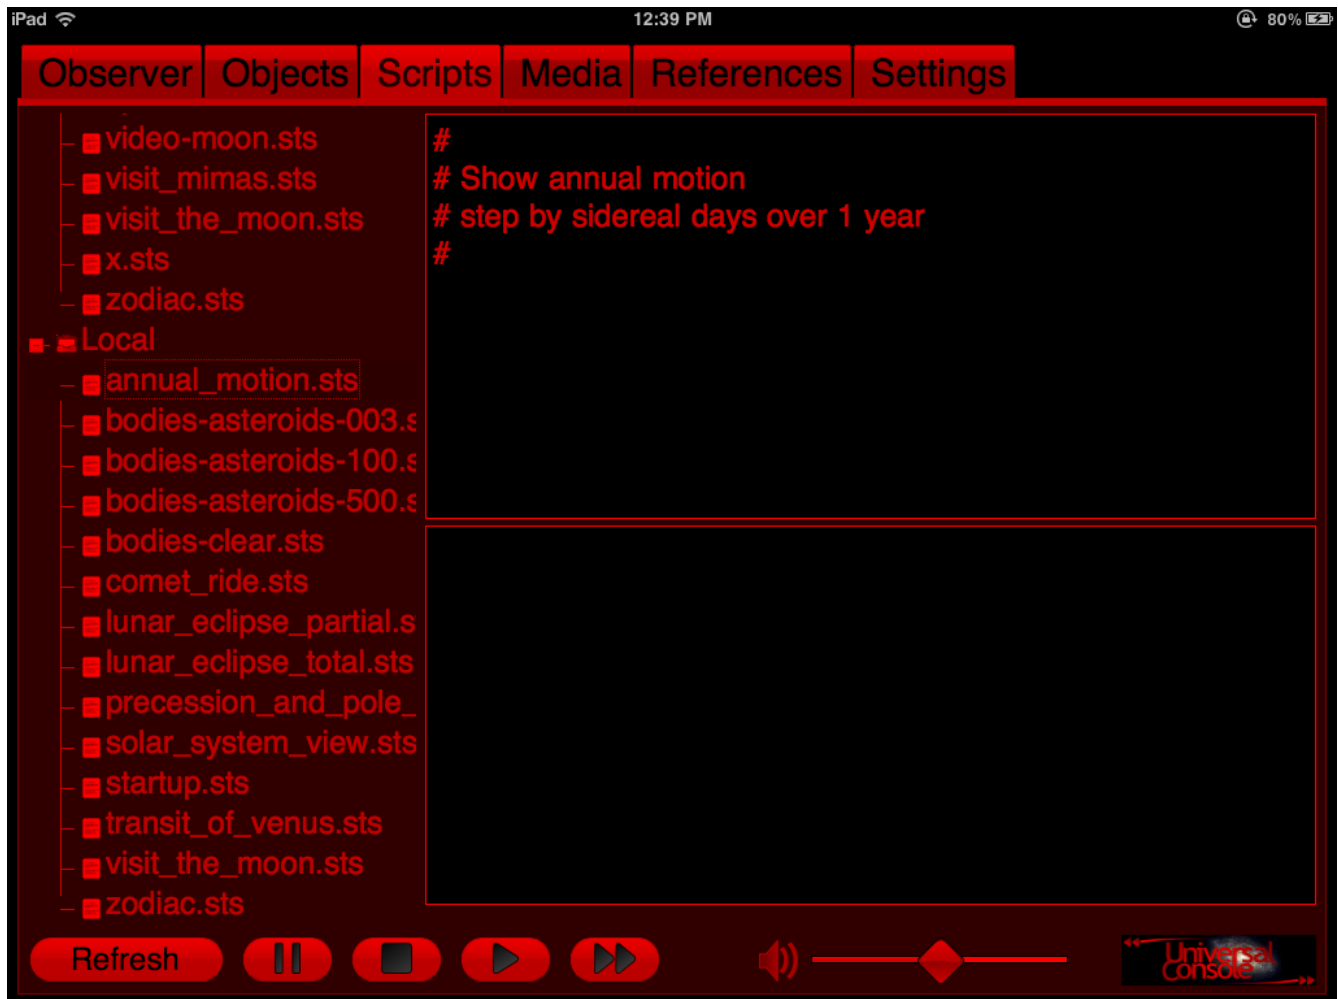 iPad 12:39 PM 80%
Observer Objects Scripts Media References Settings
video-moon.sts
visit_mimas.sts
visit_the_moon.sts
x.sts
zodiac.sts
Local
annual_motion.sts
bodies-asteroids-003.s
bodies-asteroids-100.s
bodies-asteroids-500.s
bodies-clear.sts
comet_ride.sts
lunar_eclipse_partial.s
lunar_eclipse_total.sts
precession_and_pole_
solar_system_view.sts
startup.sts
transit_of_venus.sts
visit_the_moon.sts
zodiac.sts
#
# Show annual motion
# step by sidereal days over 1 year
#
Refresh
Universal
Console